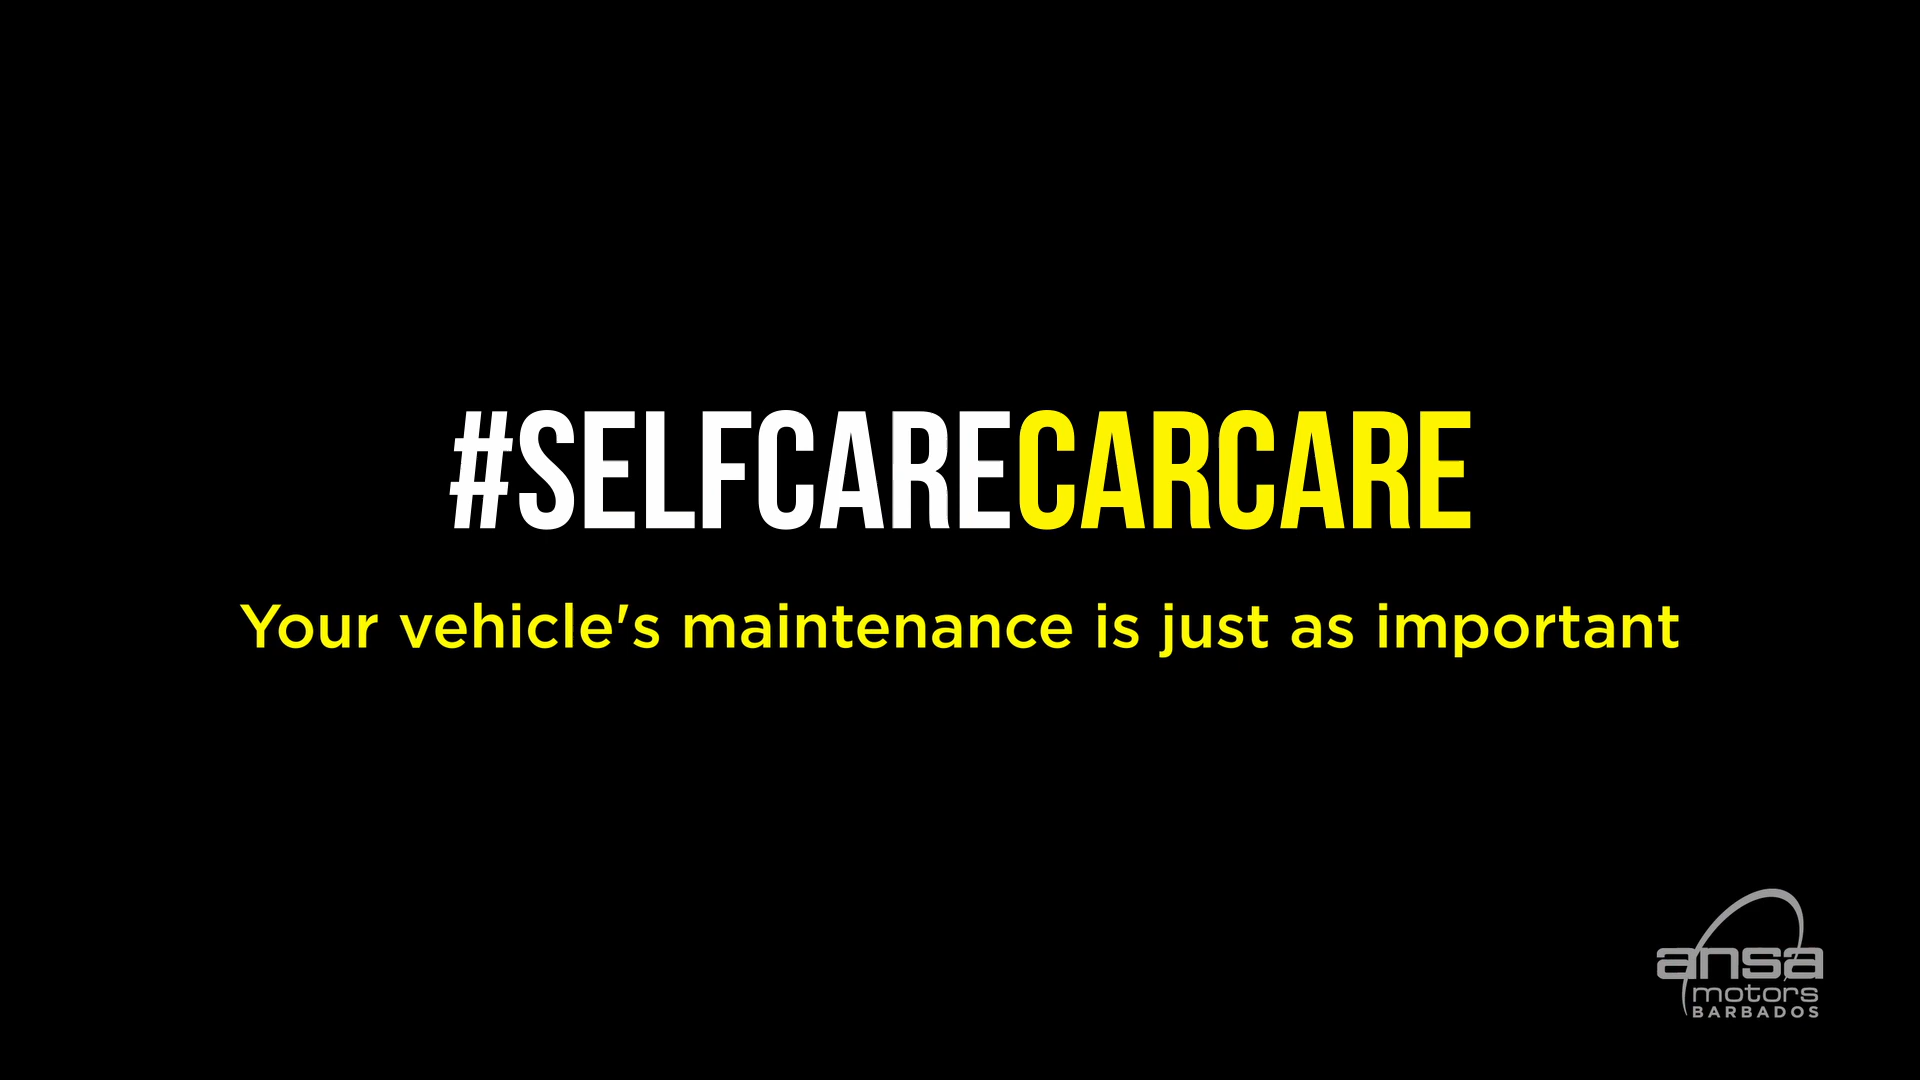 #SELFCARECARCARE
Your vehicle's maintenance is just as important
ansa
motors
BARBADOS